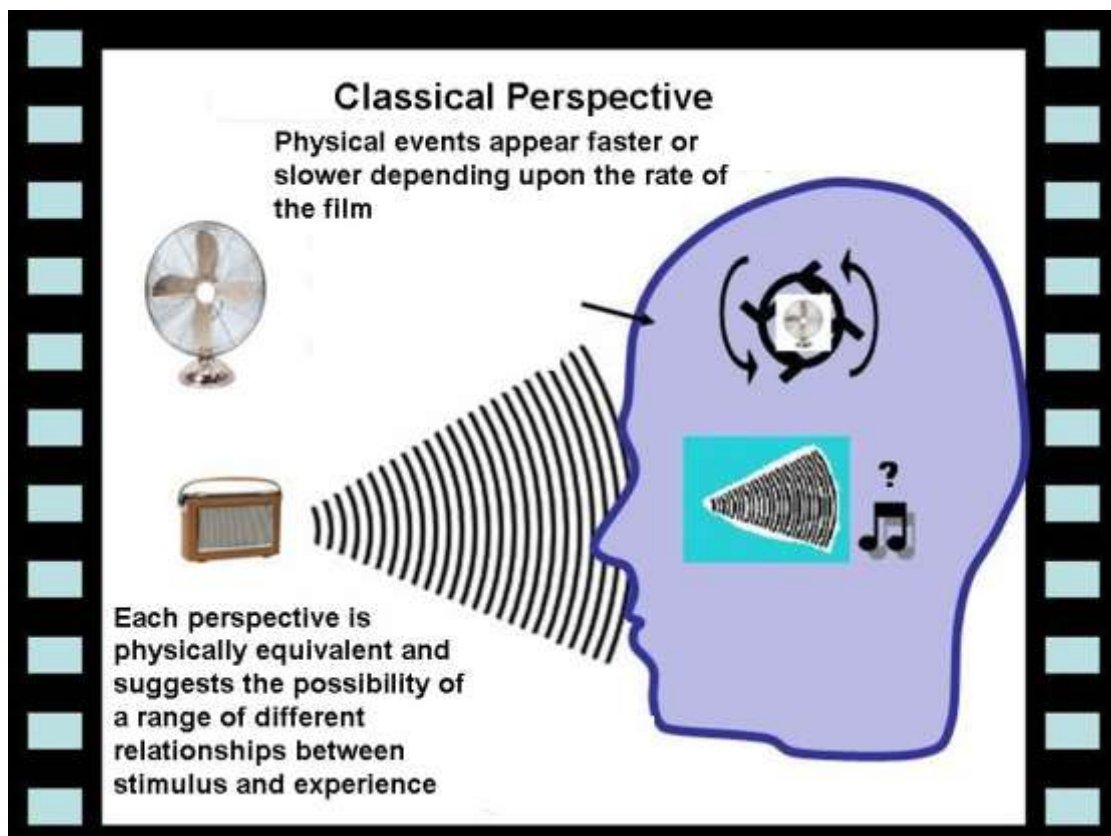 Classical Perspective
Physical events appear faster or
slower depending upon the rate of
the film
?
Each perspective is
physically equivalent and
suggests the possibility of
a range of different
relationships between
stimulus and experience